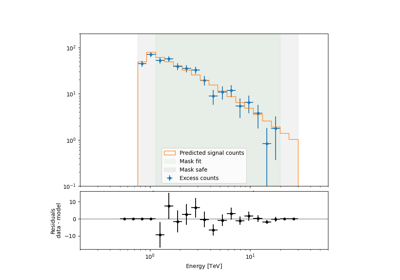 10²
10¹
10⁰
10⁻¹
Predicted signal counts
Mask fit
Mask safe
Excess counts
Residuals
data - model
10
0
−10
10⁰
10¹
Energy [TeV]